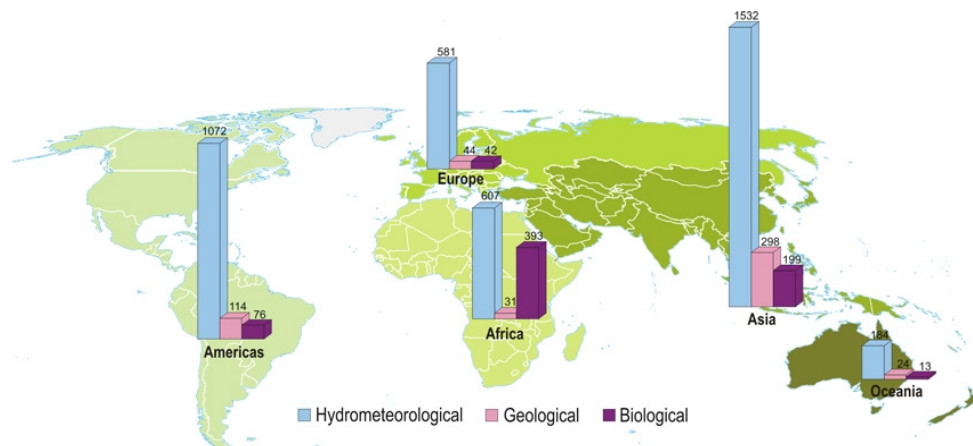 1532
581
1072
44 42
Europe
607
393
298
199
31
114
76
Asia
Africa
184
Americas
24 13
Oceania
Hydrometeorological Geological Biological